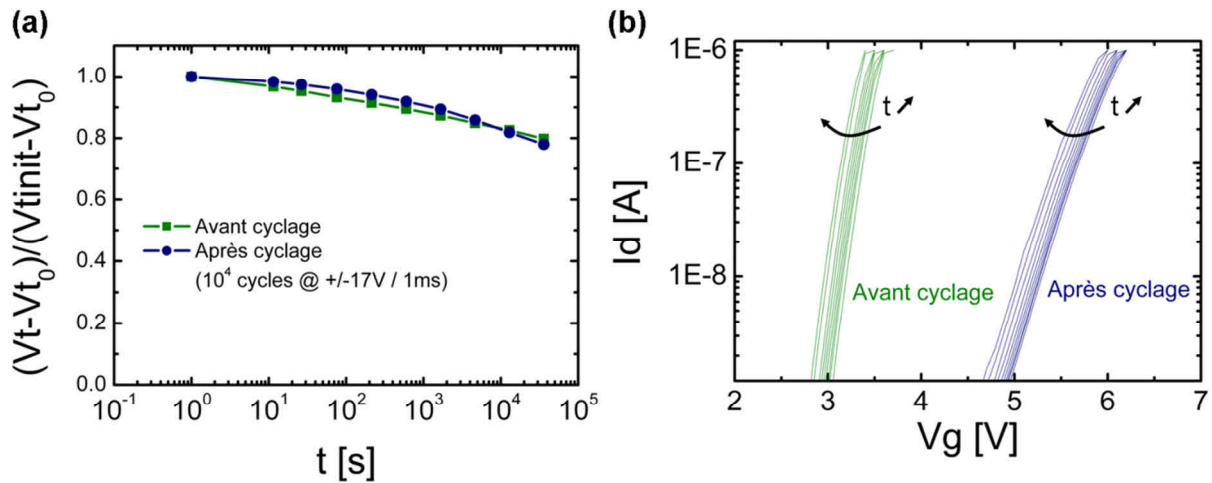 (a)
(Vt-Vt0)/(Vtinit-Vt0)
1.0
0.8
0.6
0.4
0.2
0.0
Avant cyclage
Après cyclage
(10⁴ cycles @ +/-17V / 1ms)
10⁻¹ 10⁰ 10¹ 10² 10³ 10⁴ 10⁵
t [s]
(b)
Id [A]
1E-6
1E-7
1E-8
t
t
Avant cyclage
Après cyclage
2 3 4 5 6 7
Vg [V]